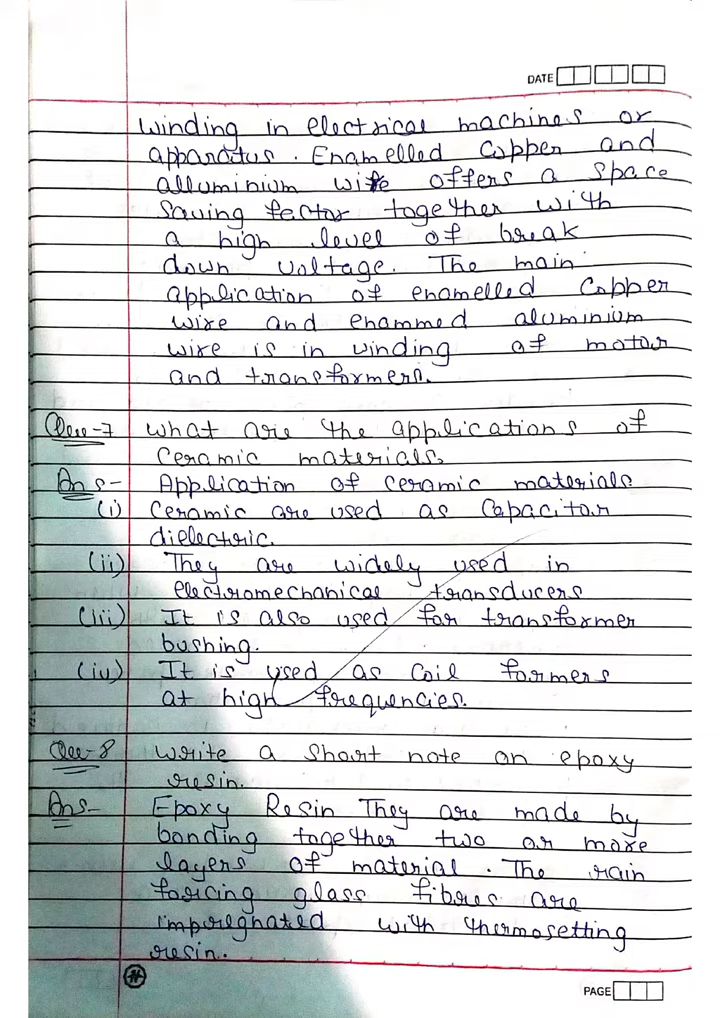 DATE
winding in electrical machines or
apparatus. Enamelled Copper and
alluminium wire offers a space
saving factor together with
a high level of break
down voltage. The main
application of enamelled Copper
wire and enammed aluminium
wire is in winding of motor
and transformers.
Que-7 What are the applications of
Ceramic materials.
Ans- Application of ceramic materials
(i) Ceramic are used as Capacitor
dielectric.
(ii) They are widely used in
electromechanical transducers
(iii) It is also used for transformer
bushing.
(iv) It is used as coil formers
at high frequencies.
Que-8 Write a short note on epoxy
resin.
Ans- Epoxy Resin They are made by
bonding together two or more
layers of material. The rain
forcing glass fibres are
impregnated with thermosetting
resin.
PAGE